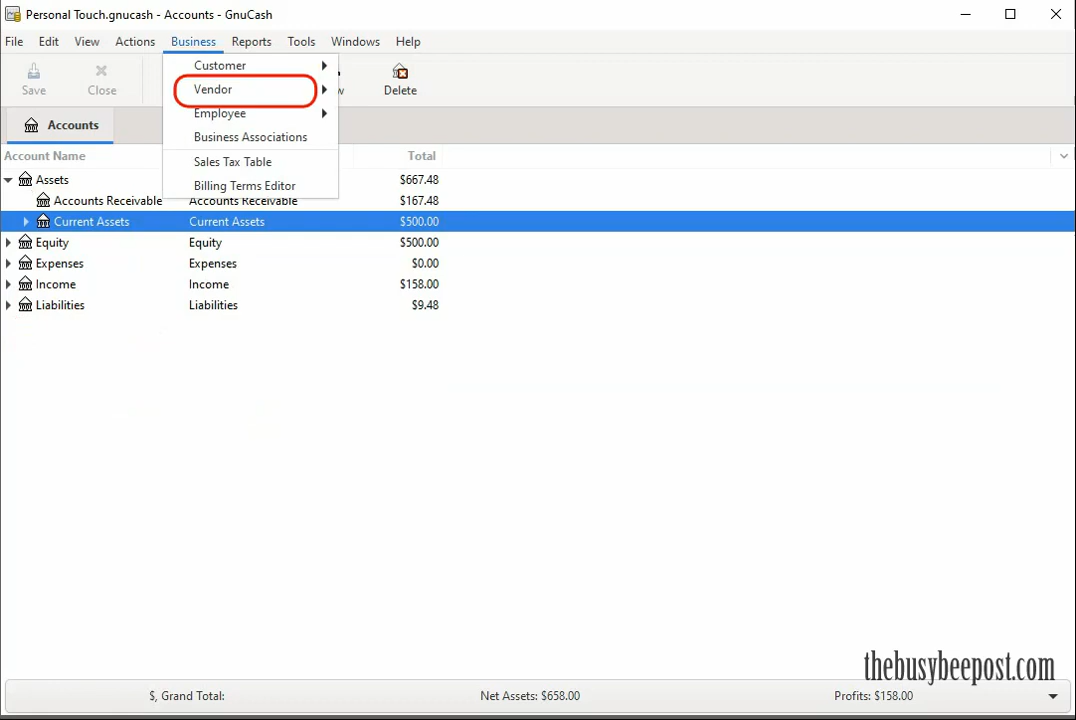 Personal Touch.gnucash - Accounts - GnuCash
File Edit View Actions Business Reports Tools Windows Help
Save Close Delete
Customer
Vendor
Employee
Business Associations
Sales Tax Table
Billing Terms Editor
Accounts
Account Name Total
Assets $667.48
Accounts Receivable Accounts Receivable $167.48
Current Assets Current Assets $500.00
Equity Equity $500.00
Expenses Expenses $0.00
Income Income $158.00
Liabilities Liabilities $9.48
thebusybeepost.com
$, Grand Total: Net Assets: $658.00 Profits: $158.00